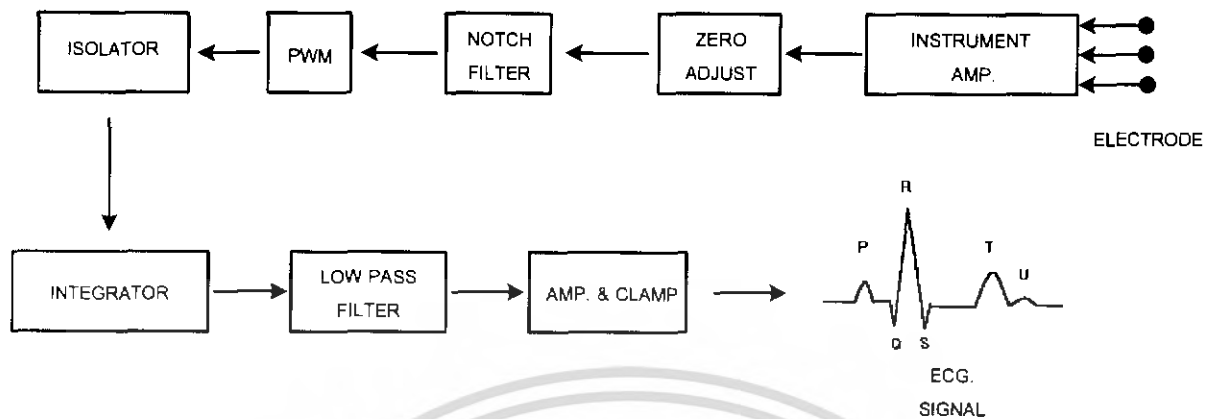 ISOLATOR
PWM
NOTCH
FILTER
ZERO
ADJUST
INSTRUMENT
AMP.
ELECTRODE
INTEGRATOR
LOW PASS
FILTER
AMP. & CLAMP
P
R
Q
S
T
U
ECG.
SIGNAL